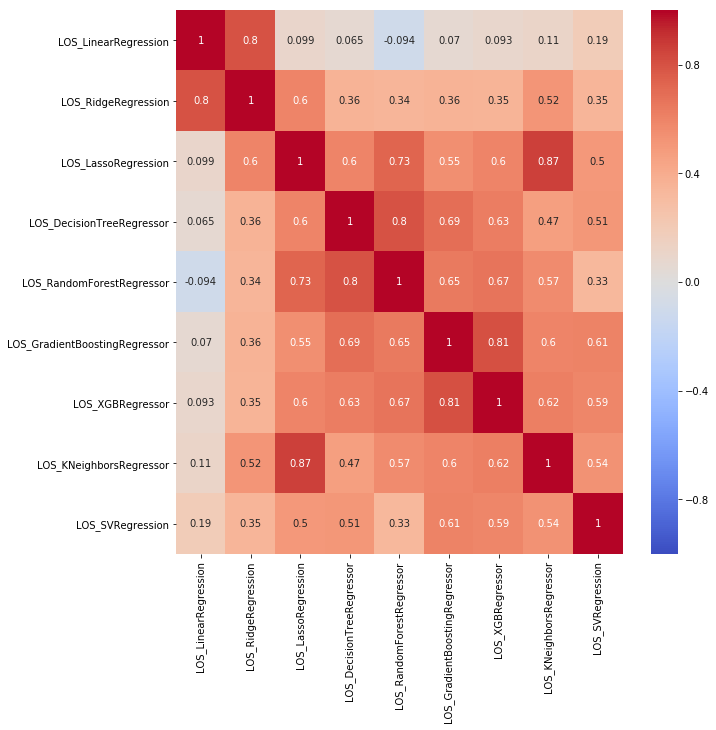 LOS_LinearRegression 1 0.8 0.099 0.065 -0.094 0.07 0.093 0.11 0.19
LOS_RidgeRegression 0.8 1 0.6 0.36 0.34 0.36 0.35 0.52 0.35
LOS_LassoRegression 0.099 0.6 1 0.6 0.73 0.55 0.6 0.87 0.5
LOS_DecisionTreeRegressor 0.065 0.36 0.6 1 0.8 0.69 0.63 0.47 0.51
LOS_RandomForestRegressor -0.094 0.34 0.73 0.8 1 0.65 0.67 0.57 0.33
LOS_GradientBoostingRegressor 0.07 0.36 0.55 0.69 0.65 1 0.81 0.6 0.61
LOS_XGBRegressor 0.093 0.35 0.6 0.63 0.67 0.81 1 0.62 0.59
LOS_KNeighborsRegressor 0.11 0.52 0.87 0.47 0.57 0.6 0.62 1 0.54
LOS_SVRegression 0.19 0.35 0.5 0.51 0.33 0.61 0.59 0.54 1
LOS_LinearRegression
LOS_RidgeRegression
LOS_LassoRegression
LOS_DecisionTreeRegressor
LOS_RandomForestRegressor
LOS_GradientBoostingRegressor
LOS_XGBRegressor
LOS_KNeighborsRegressor
LOS_SVRegression
0.8
0.4
0.0
−0.4
−0.8